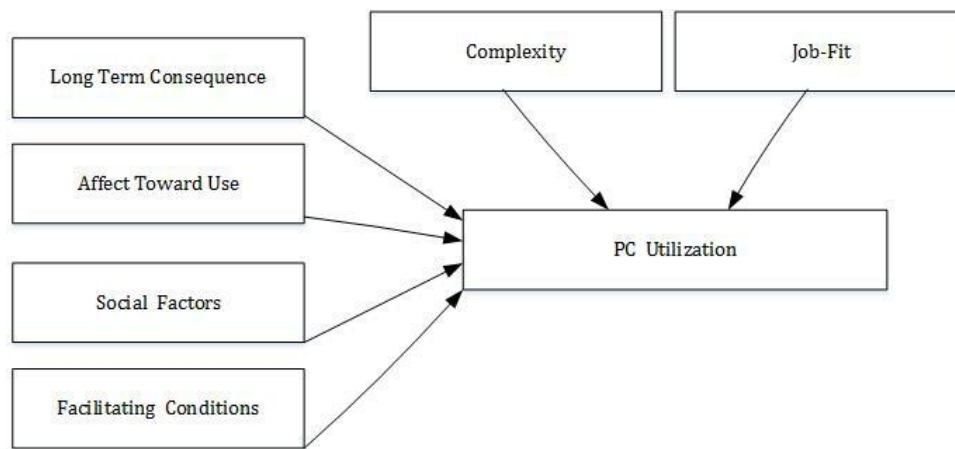 Complexity
Job-Fit
Long Term Consequence
Affect Toward Use
PC Utilization
Social Factors
Facilitating Conditions